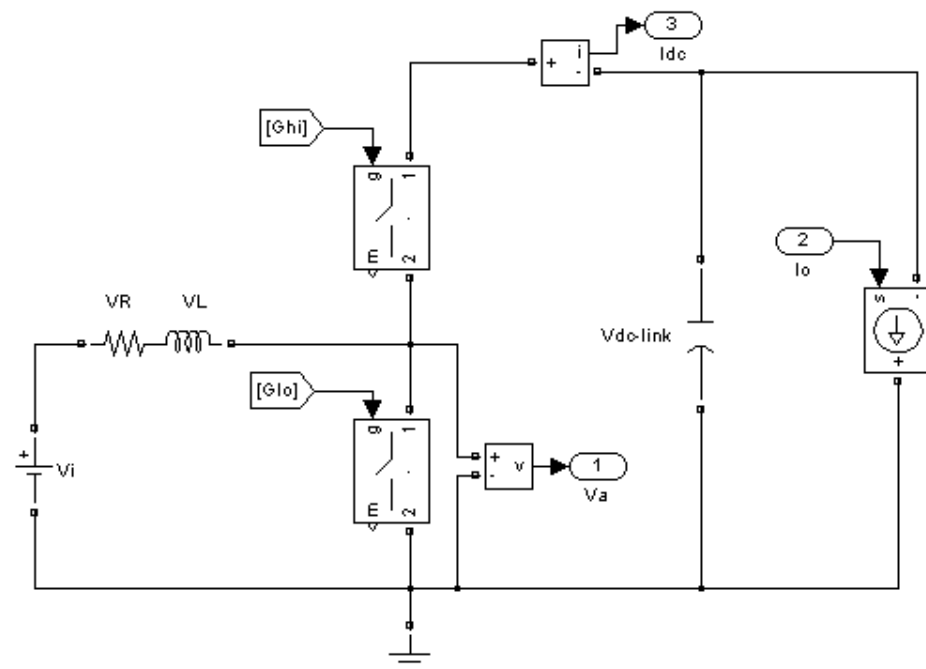 3
Idc
i
+
-
[Ghi]
g
1
m
2
2
Io
s
-
+
VR
VL
Vdc-link
[Glo]
g
1
m
2
+
Vi
+
-
v
1
Va